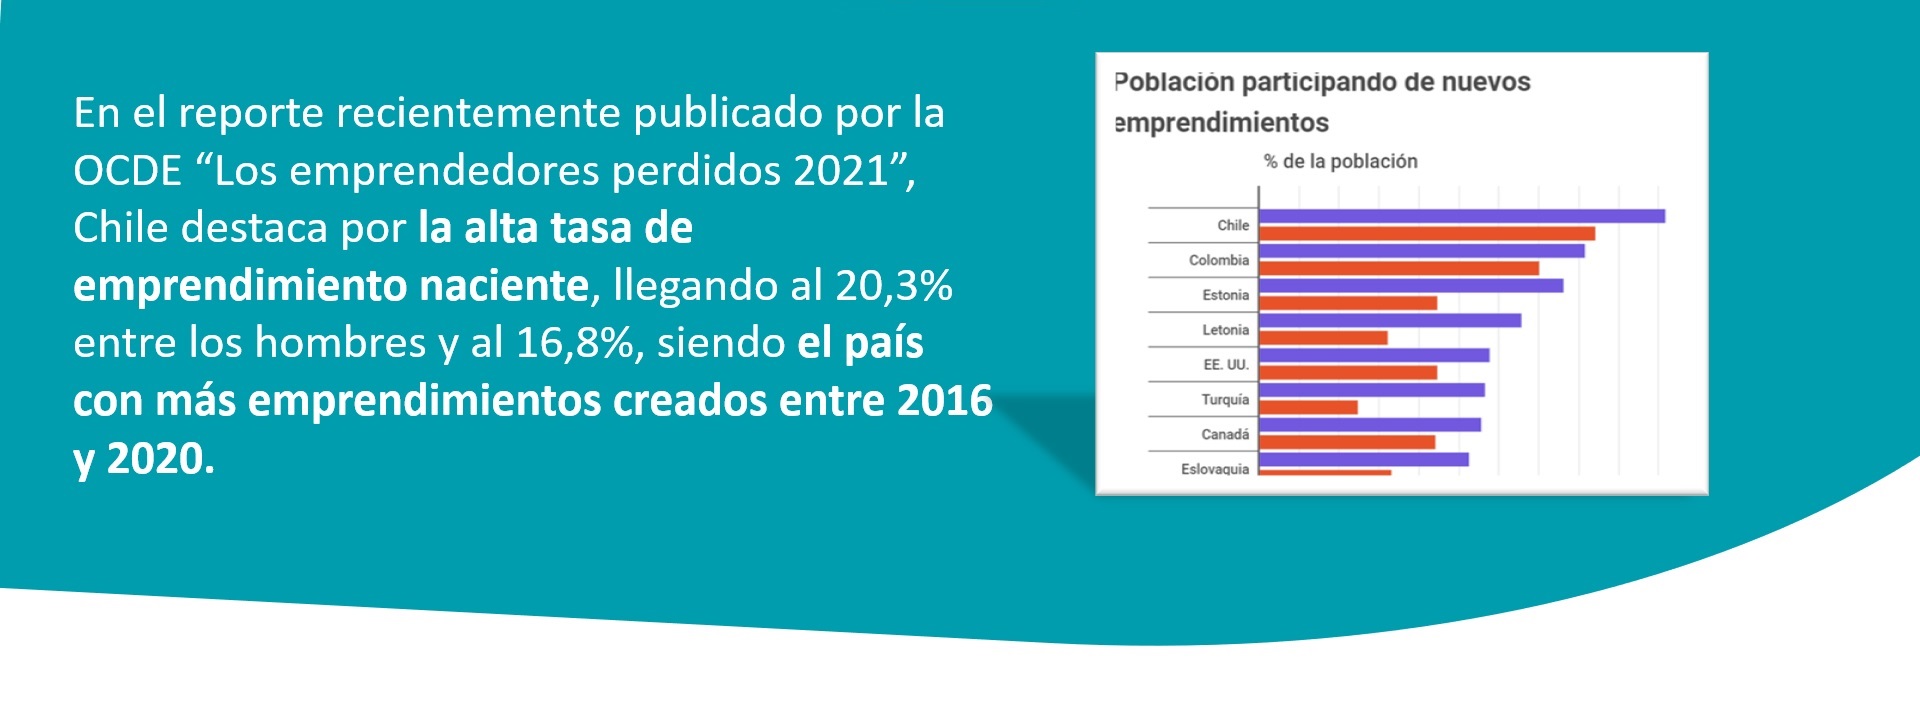 En el reporte recientemente publicado por la
OCDE “Los emprendedores perdidos 2021”,
Chile destaca por la alta tasa de
emprendimiento naciente, llegando al 20,3%
entre los hombres y al 16,8%, siendo el país
con más emprendimientos creados entre 2016
y 2020.
Población participando de nuevos
emprendimientos
% de la población
Chile
Colombia
Estonia
Letonia
EE. UU.
Turquía
Canadá
Eslovaquia